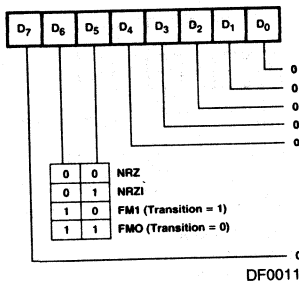 D7 D6 D5 D4 D3 D2 D1 D0
0
0
0
0
0
0 0 NRZ
0 1 NRZI
1 0 FM1 (Transition = 1)
1 1 FMO (Transition = 0)
0
DF0011